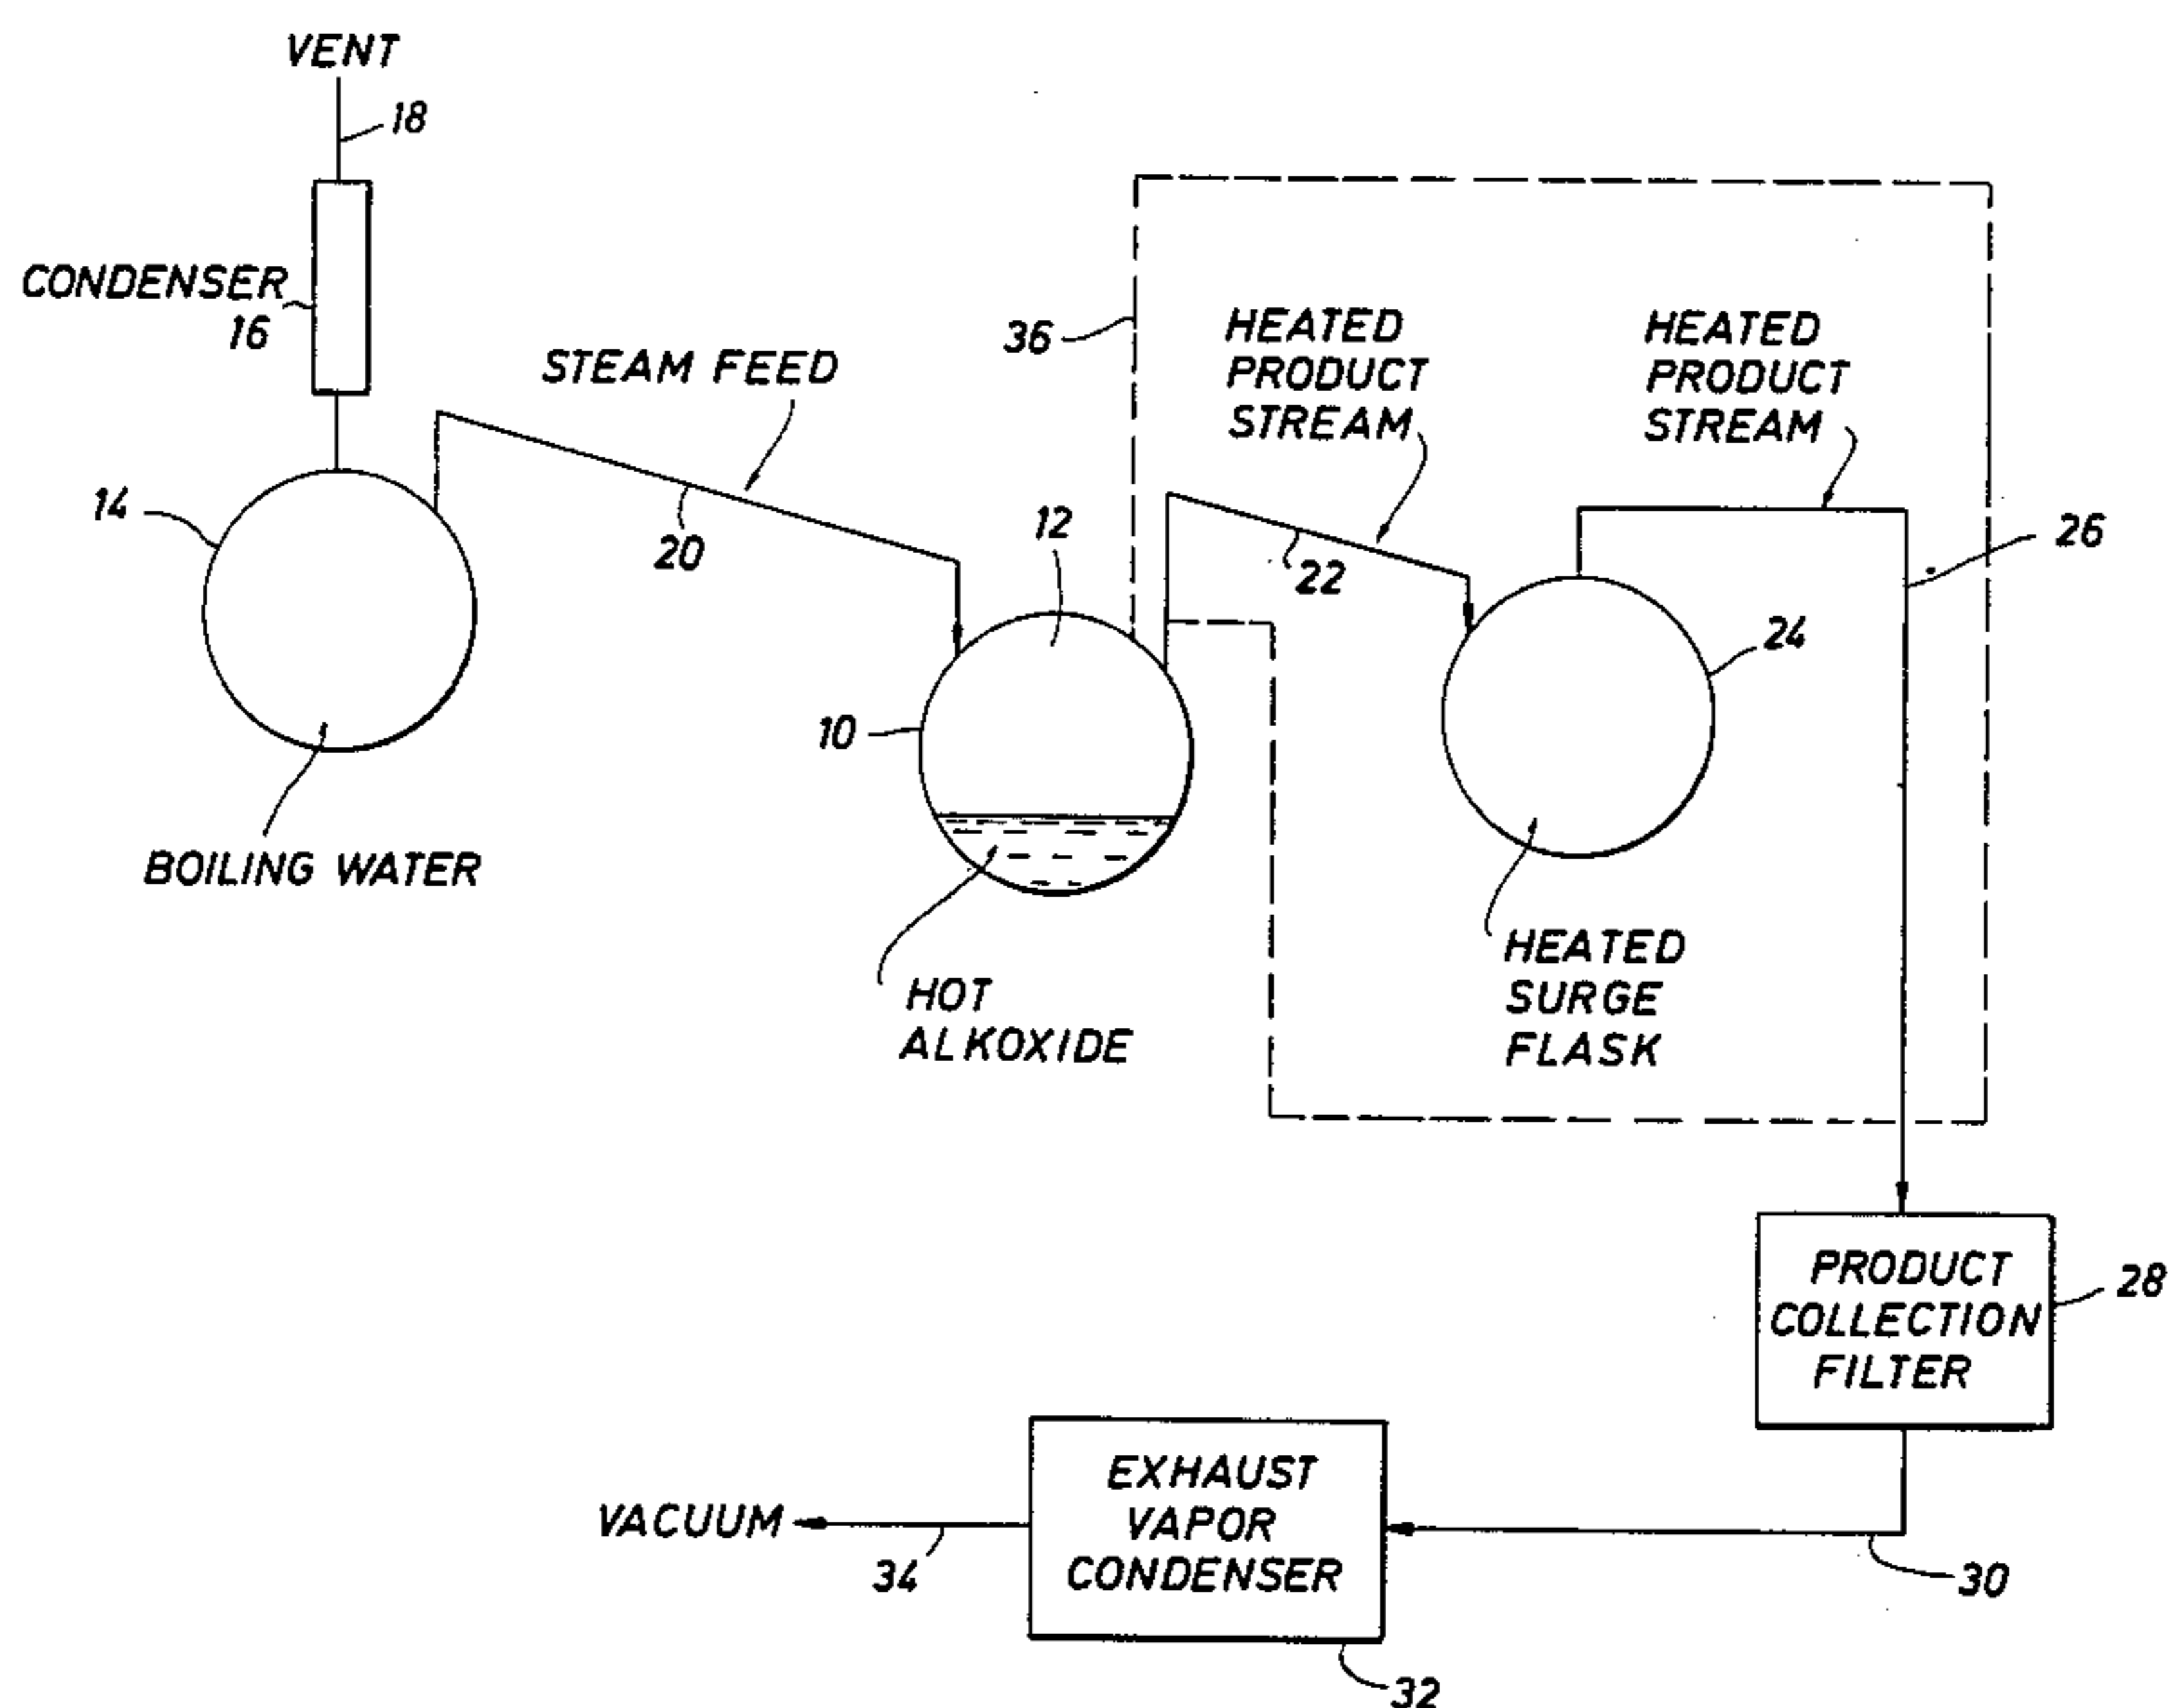 VENT
18
CONDENSER
16
STEAM FEED
20
14
BOILING WATER
12
10
HOT
ALKOXIDE
36
HEATED
PRODUCT
STREAM
22
HEATED
PRODUCT
STREAM
26
24
HEATED
SURGE
FLASK
PRODUCT
COLLECTION
FILTER
28
EXHAUST
VAPOR
CONDENSER
VACUUM
34
30
32